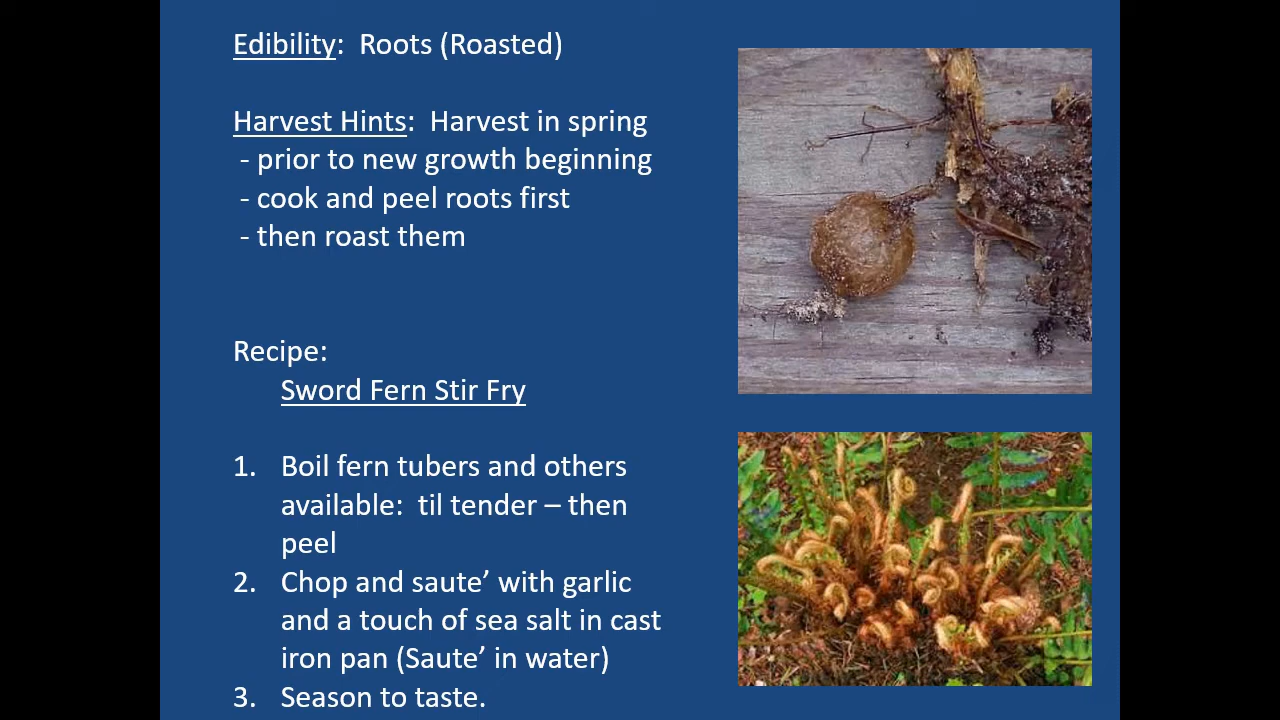 Edibility:  Roots (Roasted)
Harvest Hints:  Harvest in spring
- prior to new growth beginning
- cook and peel roots first
- then roast them
Recipe:
Sword Fern Stir Fry
1. Boil fern tubers and others
available:  til tender – then
peel
2. Chop and saute’ with garlic
and a touch of sea salt in cast
iron pan (Saute’ in water)
3. Season to taste.